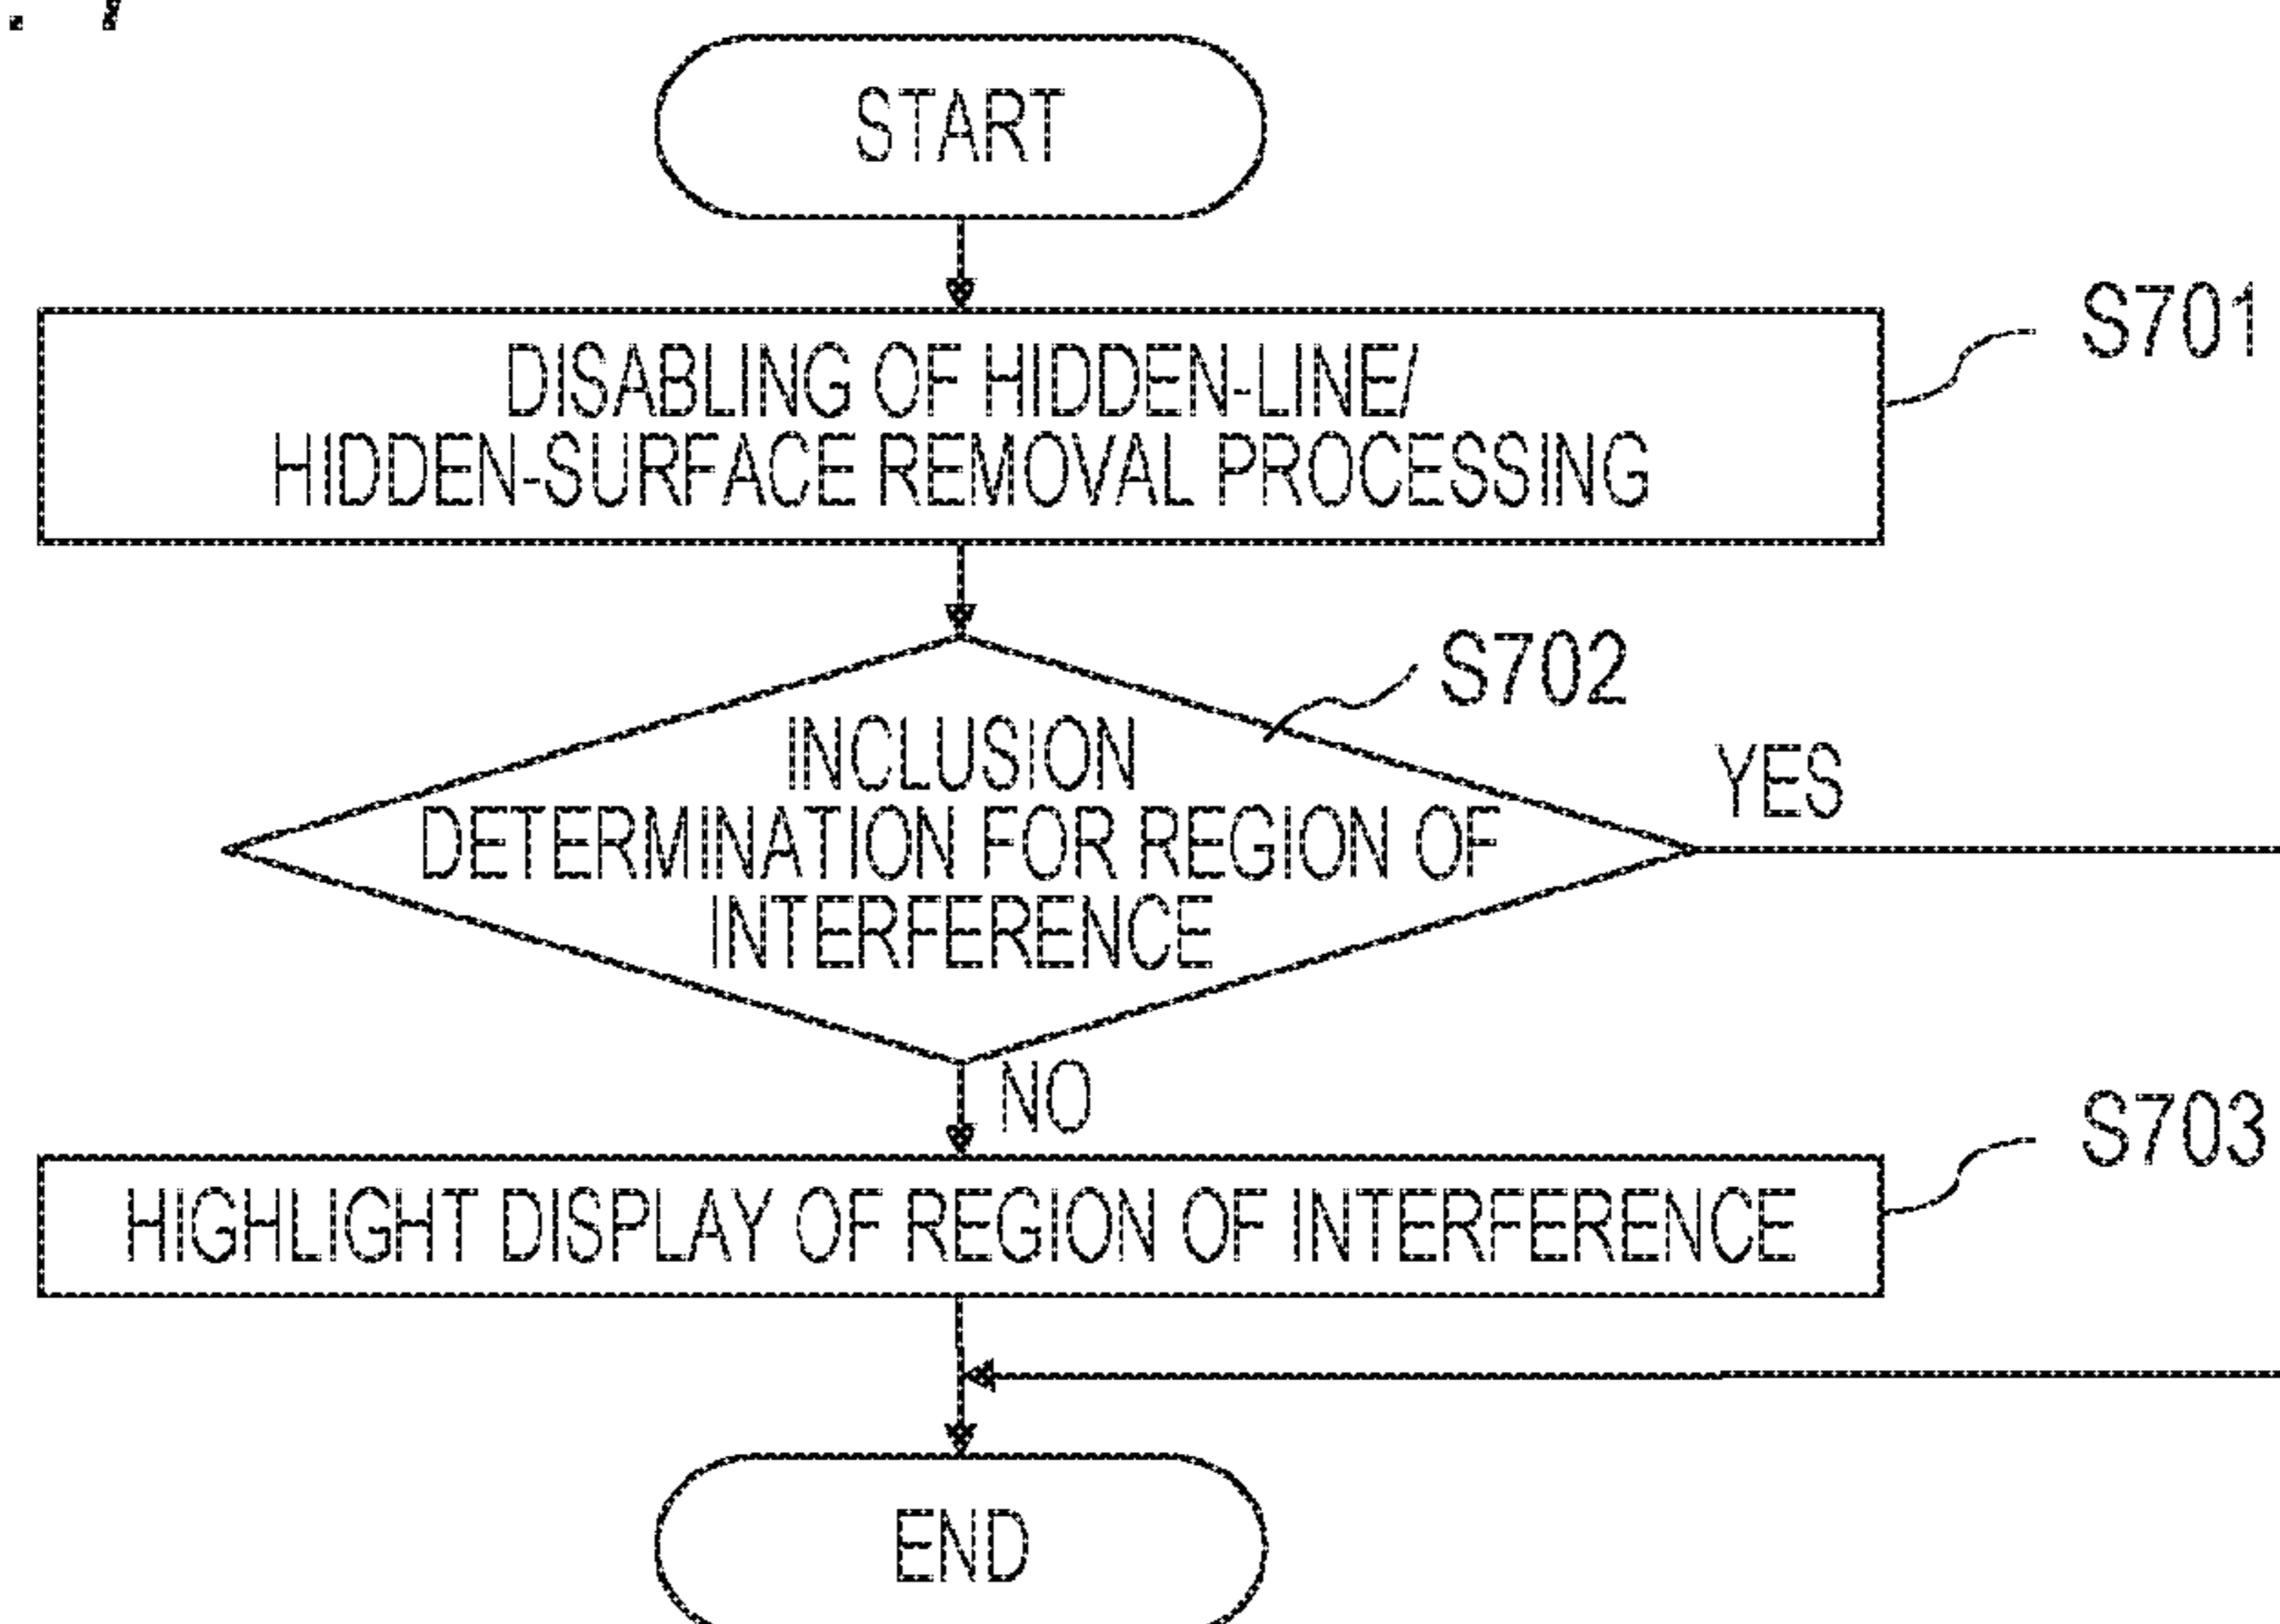 . 7
START
DISABLING OF HIDDEN-LINE/
HIDDEN-SURFACE REMOVAL PROCESSING
S701
S702
INCLUSION
DETERMINATION FOR REGION OF
INTERFERENCE
YES
NO
HIGHLIGHT DISPLAY OF REGION OF INTERFERENCE
S703
END